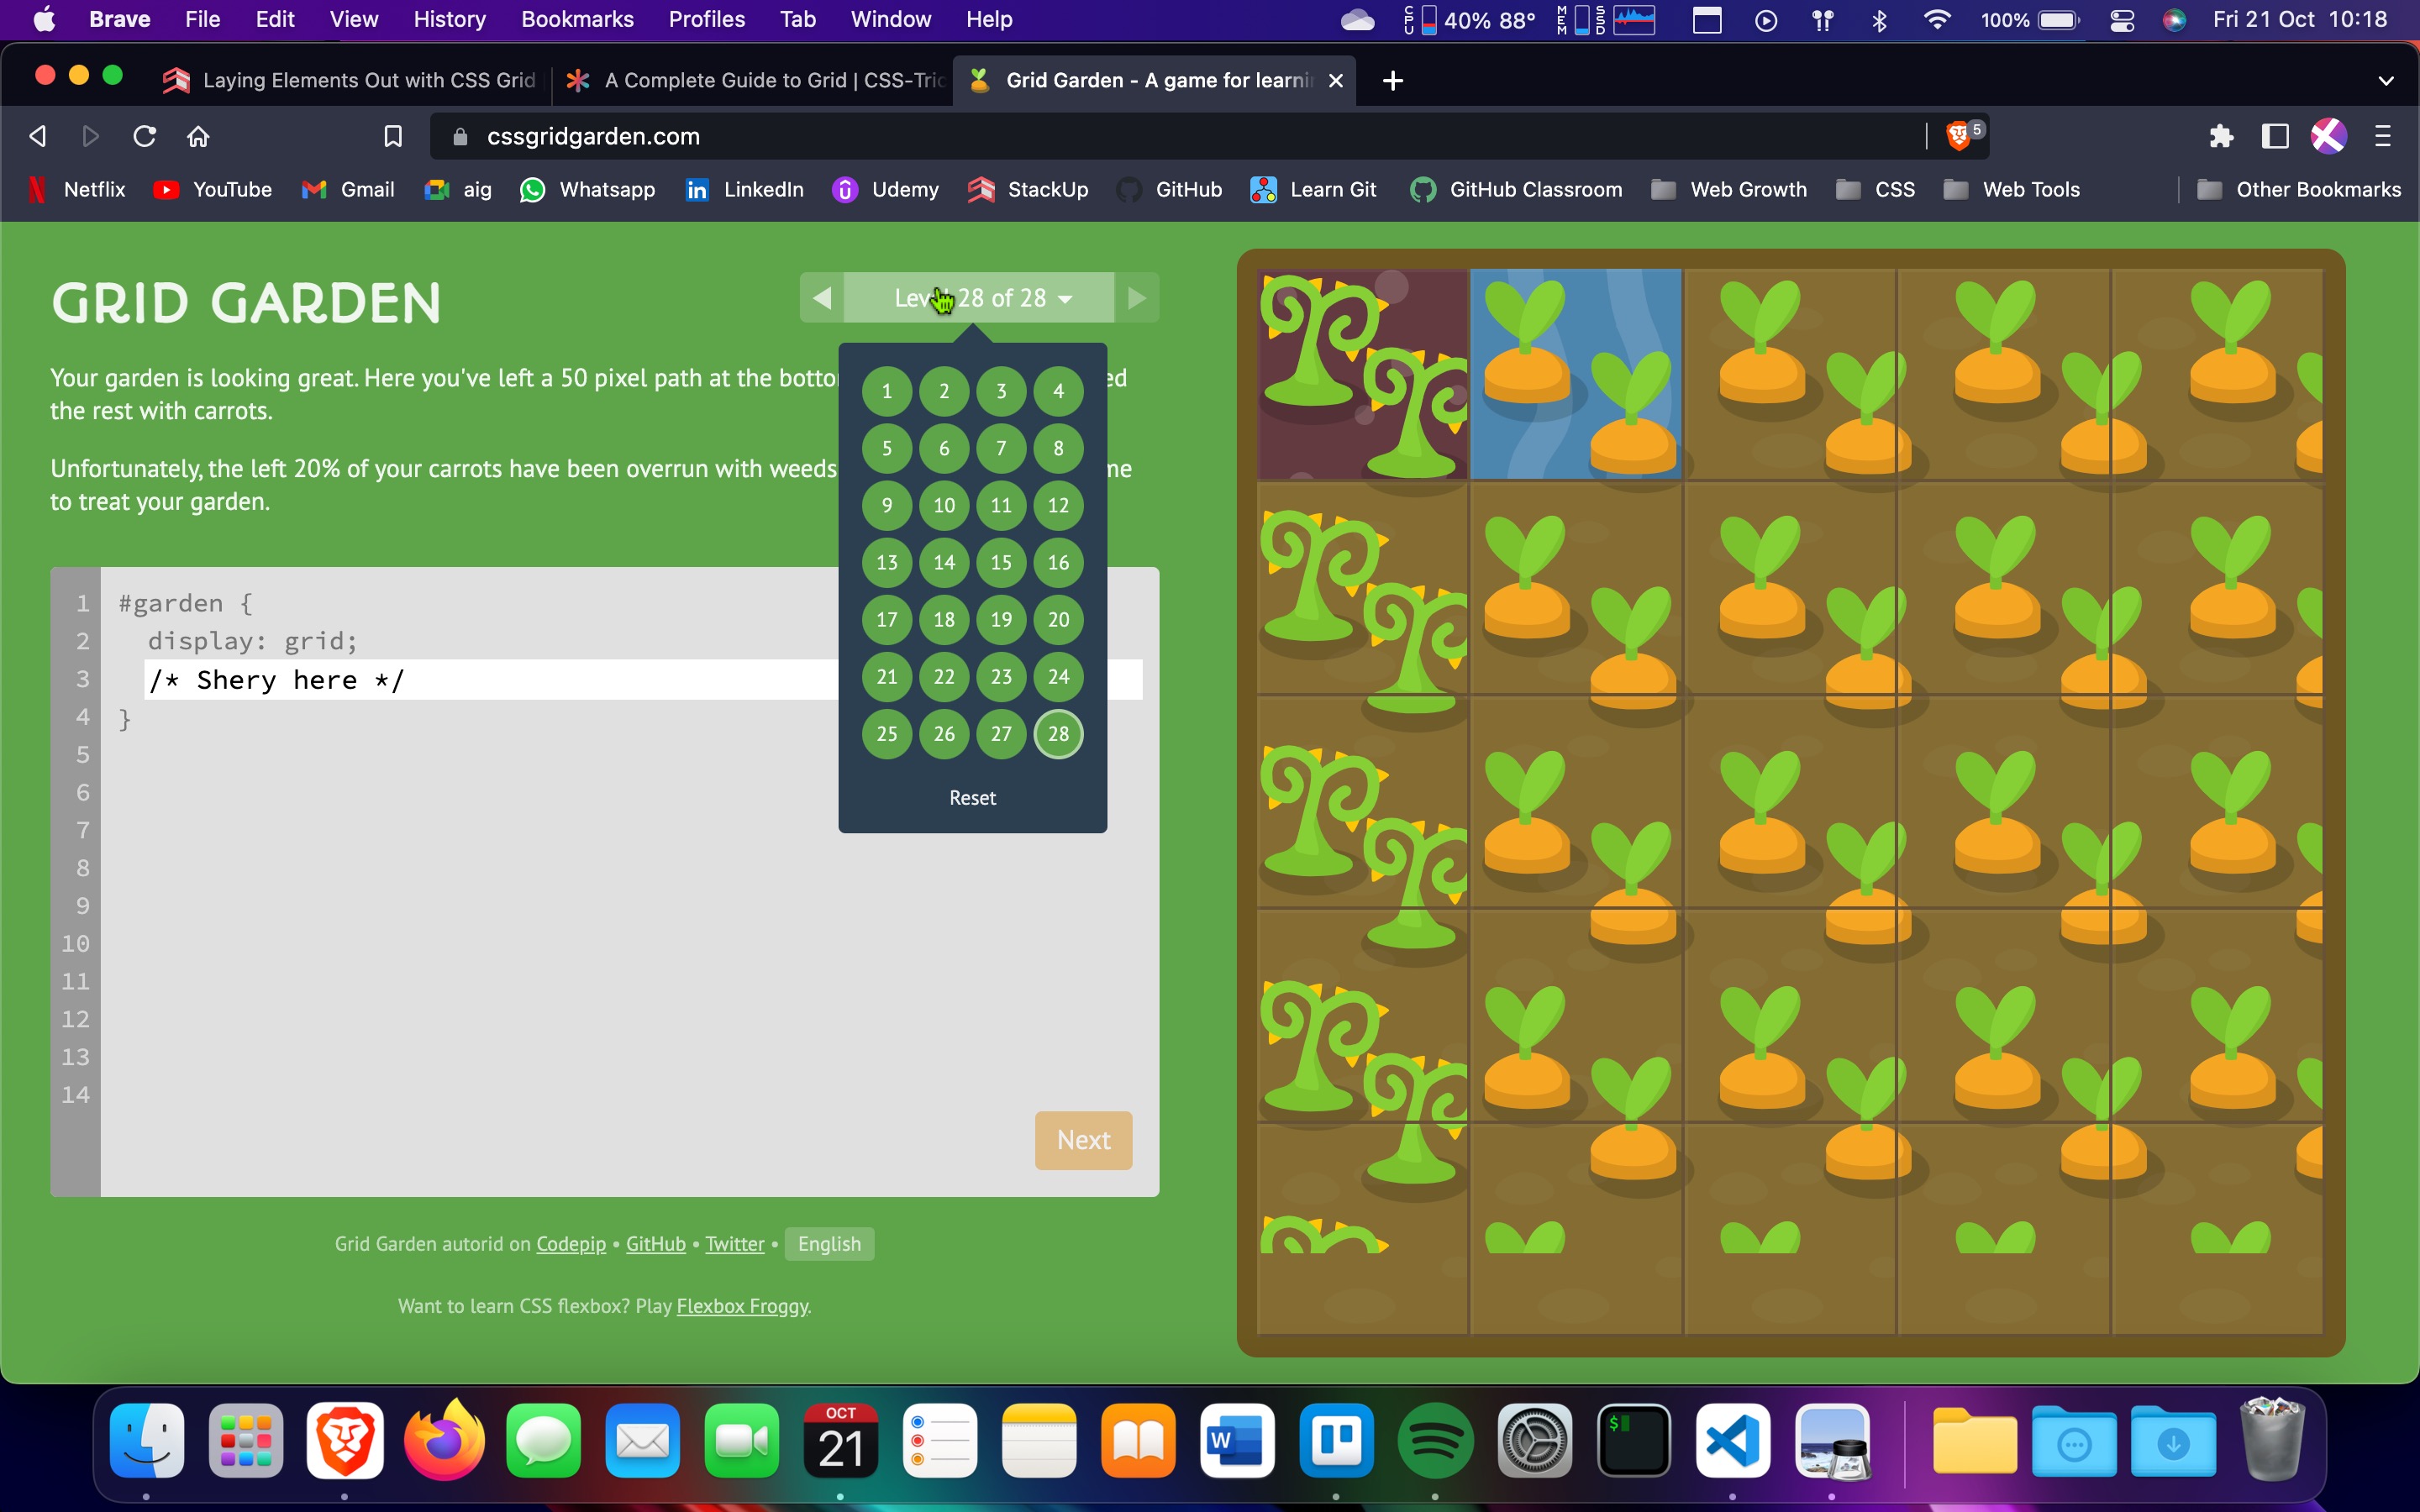 Brave File Edit View History Bookmarks Profiles Tab Window Help CPU 40% 88° MEM SSD 100% Fri 21 Oct 10:18
Laying Elements Out with CSS Grid A Complete Guide to Grid | CSS-Tric Grid Garden - A game for learni
cssgridgarden.com 5
Netflix YouTube Gmail aig Whatsapp LinkedIn Udemy StackUp GitHub Learn Git GitHub Classroom Web Growth CSS Web Tools Other Bookmarks
GRID GARDEN
Level 28 of 28
Your garden is looking great. Here you've left a 50 pixel path at the botto ed
the rest with carrots.
Unfortunately, the left 20% of your carrots have been overrun with weeds me
to treat your garden.
1 2 3 4
5 6 7 8
9 10 11 12
13 14 15 16
17 18 19 20
21 22 23 24
25 26 27 28
Reset
1 #garden {
2 display: grid;
3 /* Shery here */
4 }
5
6
7
8
9
10
11
12
13
14
Next
Grid Garden autorid on Codepip • GitHub • Twitter • English
Want to learn CSS flexbox? Play Flexbox Froggy.
OCT
21
W
$